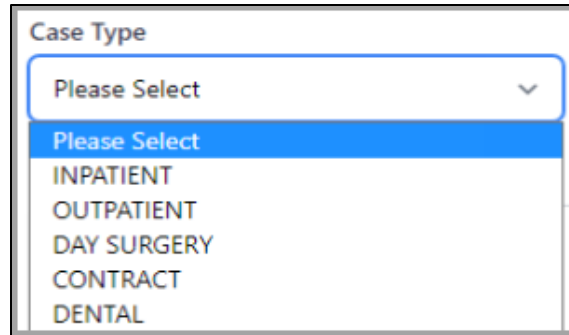 Case Type
Please Select
Please Select
INPATIENT
OUTPATIENT
DAY SURGERY
CONTRACT
DENTAL